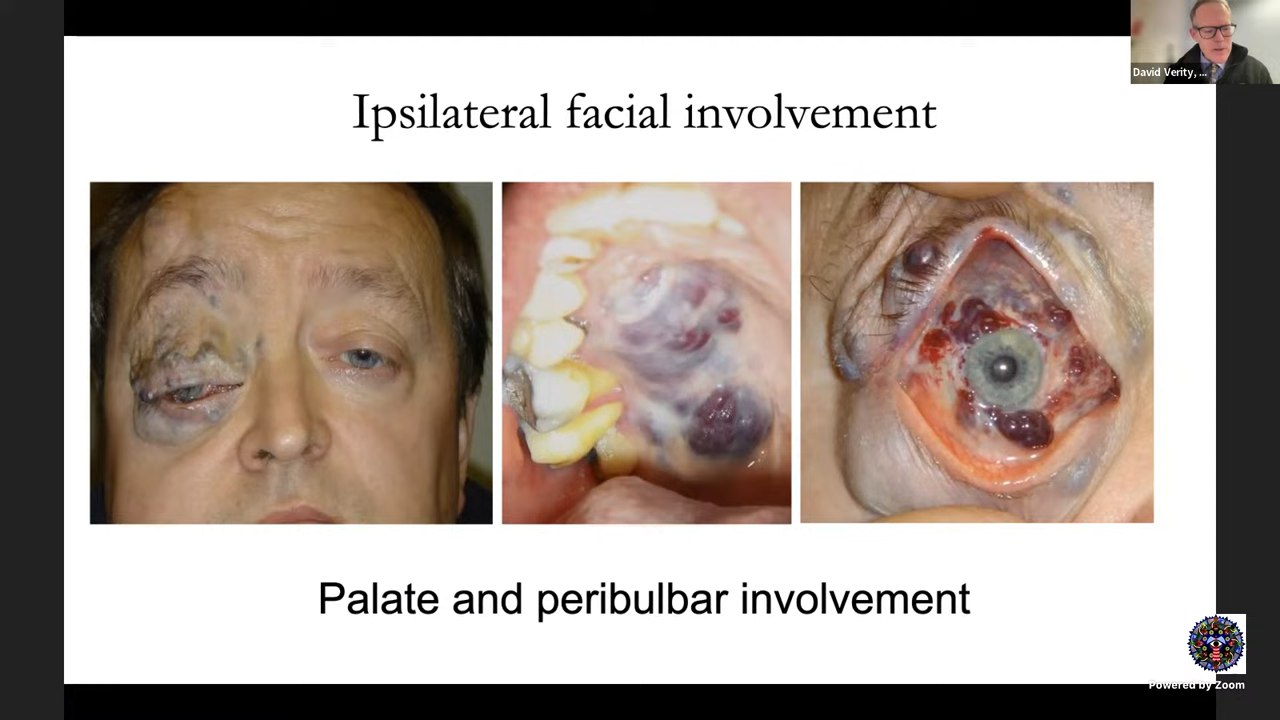 David Verity, ...
Ipsilateral facial involvement
Palate and peribulbar involvement
Powered by Zoom